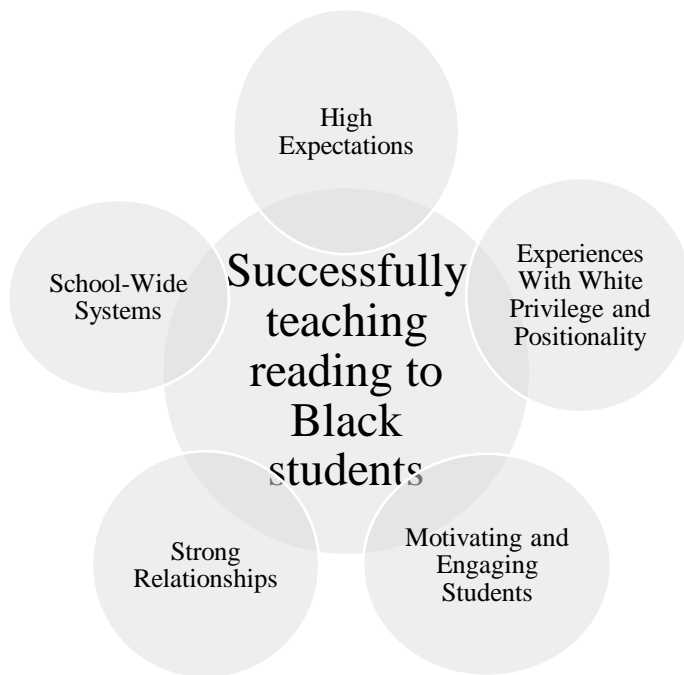 High
Expectations
Experiences
With White
Privilege and
Positionality
Motivating and
Engaging
Students
Strong
Relationships
School-Wide
Systems
Successfully
teaching
reading to
Black
students